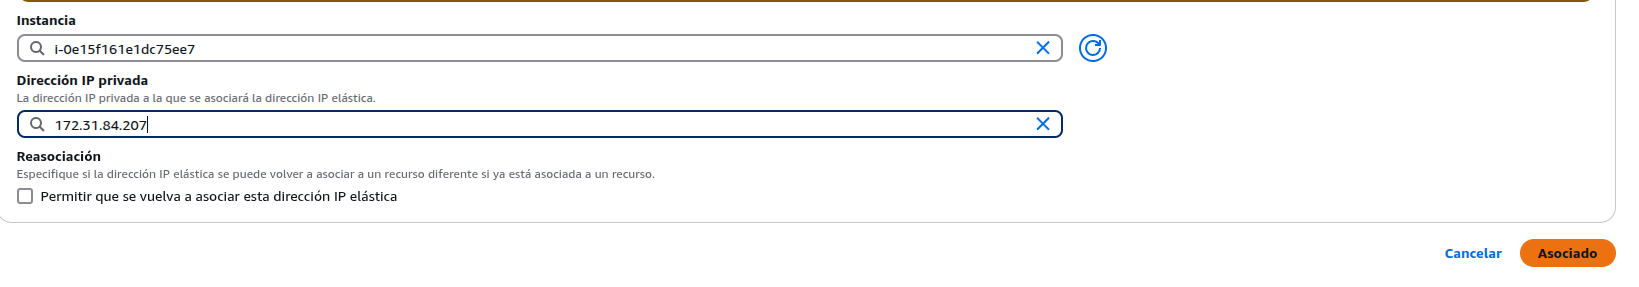 Instancia
i-0e15f161e1dc75ee7
Dirección IP privada
La dirección IP privada a la que se asociará la dirección IP elástica.
172.31.84.207
Reasociación
Especifique si la dirección IP elástica se puede volver a asociar a un recurso diferente si ya está asociada a un recurso.
Permitir que se vuelva a asociar esta dirección IP elástica
Cancelar Asociado